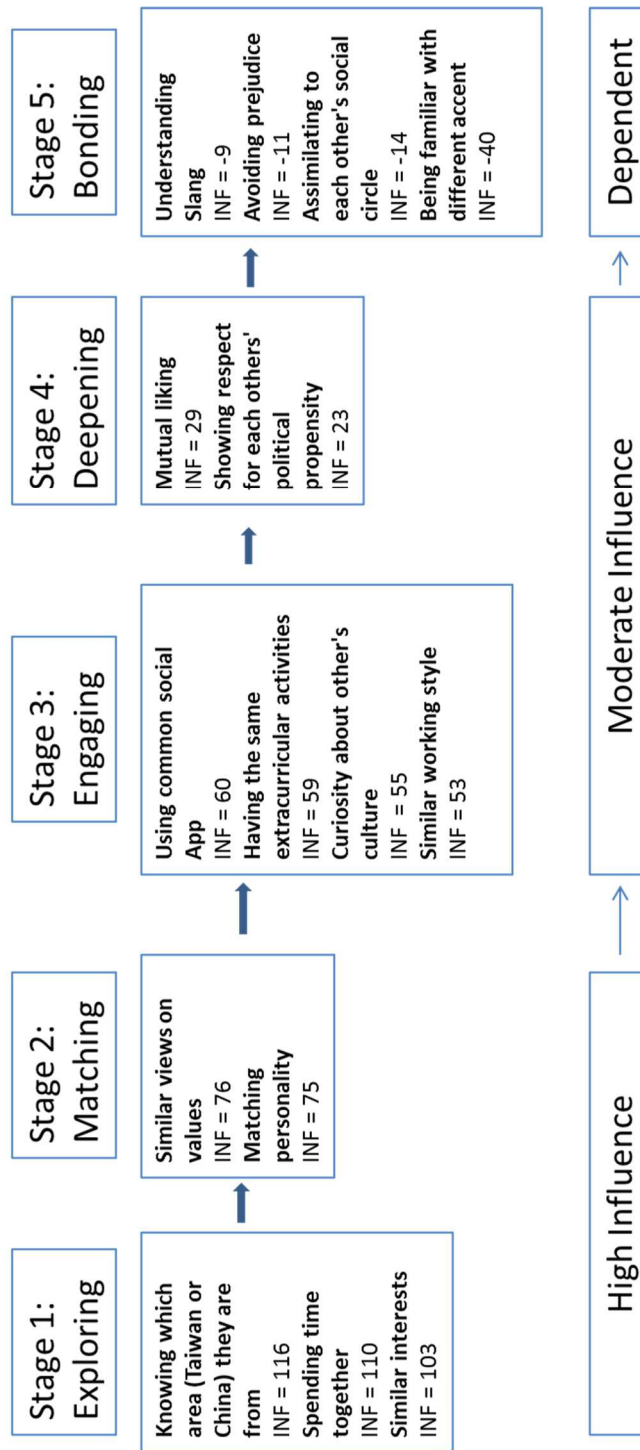 Stage 1:
Exploring
Knowing which
area (Taiwan or
China) they are
from
INF = 116
Spending time
together
INF = 110
Similar interests
INF = 103
Stage 2:
Matching
Similar views on
values
INF = 76
Matching
personality
INF = 75
Stage 3:
Engaging
Using common social
App
INF = 60
Having the same
extracurricular activities
INF = 59
Curiosity about other's
culture
INF = 55
Similar working style
INF = 53
Stage 4:
Deepening
Mutual liking
INF = 29
Showing respect
for each others'
political
propensity
INF = 23
Stage 5:
Bonding
Understanding
Slang
INF = -9
Avoiding prejudice
INF = -11
Assimilating to
each other's social
circle
INF = -14
Being familiar with
different accent
INF = -40
High Influence
Moderate Influence
Dependent